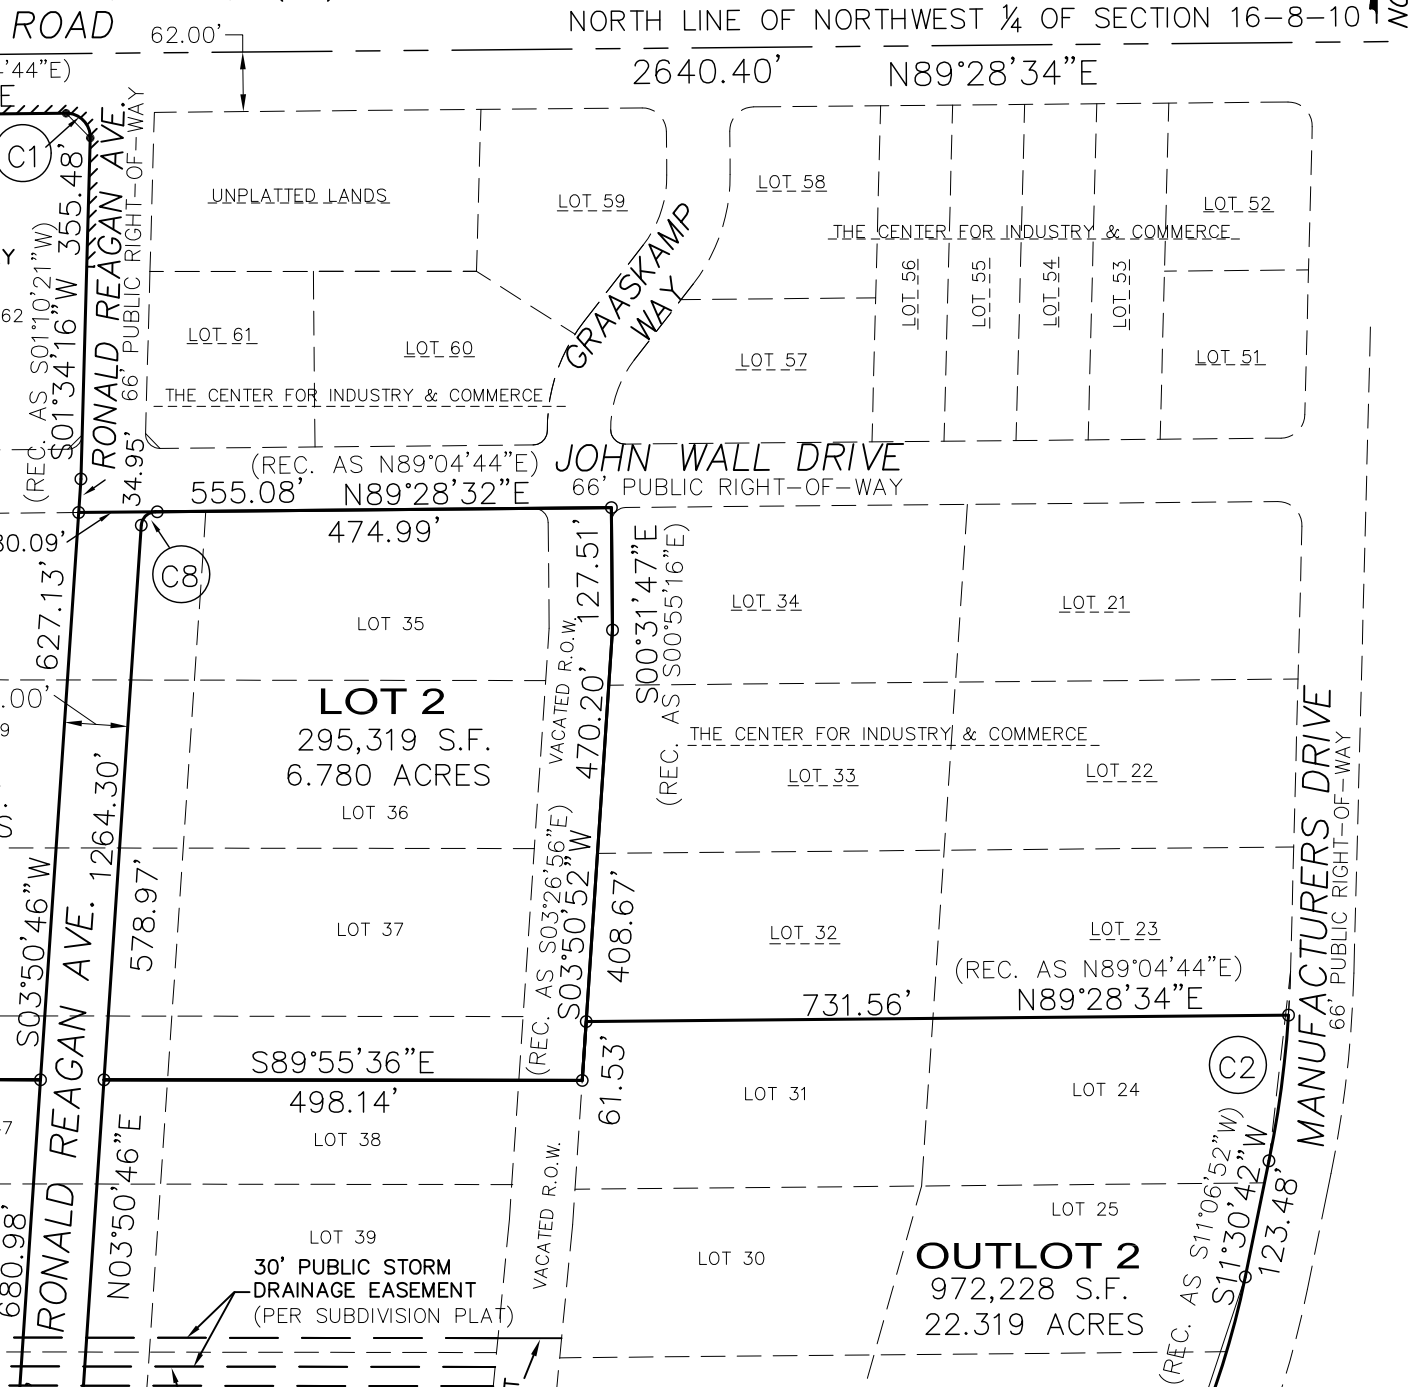 ROAD
62.00'
NORTH LINE OF NORTHWEST ¼ OF SECTION 16-8-10
2640.40' N89°28'34"E
'44"E)
E
C1
RONALD REAGAN AVE.
66' PUBLIC RIGHT-OF-WAY
355.48'
S01°34'16"W
(REC. AS S01°10'21"W)
Y
62
UNPLATTED LANDS
LOT 59
LOT 58
LOT 52
THE CENTER FOR INDUSTRY & COMMERCE
GRAASKAMP
WAY
LOT 56
LOT 55
LOT 54
LOT 53
LOT 61
LOT 60
LOT 57
LOT 51
THE CENTER FOR INDUSTRY & COMMERCE
34.95'
(REC. AS N89°04'44"E)
JOHN WALL DRIVE
66' PUBLIC RIGHT-OF-WAY
555.08' N89°28'32"E
474.99'
80.09'
C8
627.13'
127.51'
S00°31'47"E
(REC. AS S00°55'16"E)
LOT 35
LOT 34
LOT 21
VACATED R.O.W.
470.20'
.00'
9
LOT 2
295,319 S.F.
6.780 ACRES
THE CENTER FOR INDUSTRY & COMMERCE
LOT 33
LOT 22
LOT 36
1264.30'
578.97'
S03°50'46"W
RONALD REAGAN AVE.
S03°50'52"W
(REC. AS S03°26'56"E)
408.67'
LOT 37
LOT 32
LOT 23
(REC. AS N89°04'44"E)
731.56' N89°28'34"E
MANUFACTURERS DRIVE
66' PUBLIC RIGHT-OF-WAY
S89°55'36"E
498.14'
61.53'
C2
LOT 31
LOT 24
47
LOT 38
N03°50'46"E
VACATED R.O.W.
(REC. AS S11°06'52"W)
S11°30'42"W
123.48'
680.98'
LOT 39
LOT 30
LOT 25
30' PUBLIC STORM
DRAINAGE EASEMENT
(PER SUBDIVISION PLAT)
OUTLOT 2
972,228 S.F.
22.319 ACRES